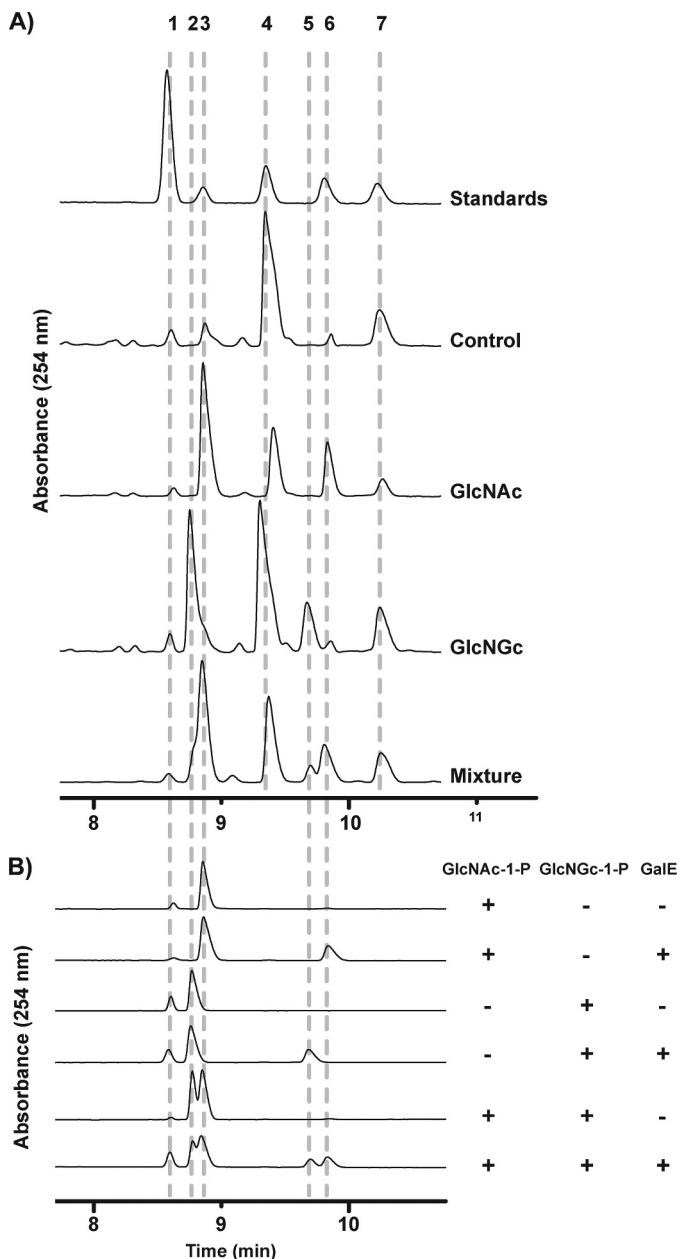 A)
1 2 3 4 5 6 7
Standards
Control
GlcNAc
GlcNGc
Mixture
Absorbance (254 nm)
8 9 10 11
B)
GlcNAc-1-P GlcNGc-1-P GalE
+ - -
+ - +
- + -
- + +
+ + -
+ + +
Absorbance (254 nm)
8 9 10
Time (min)